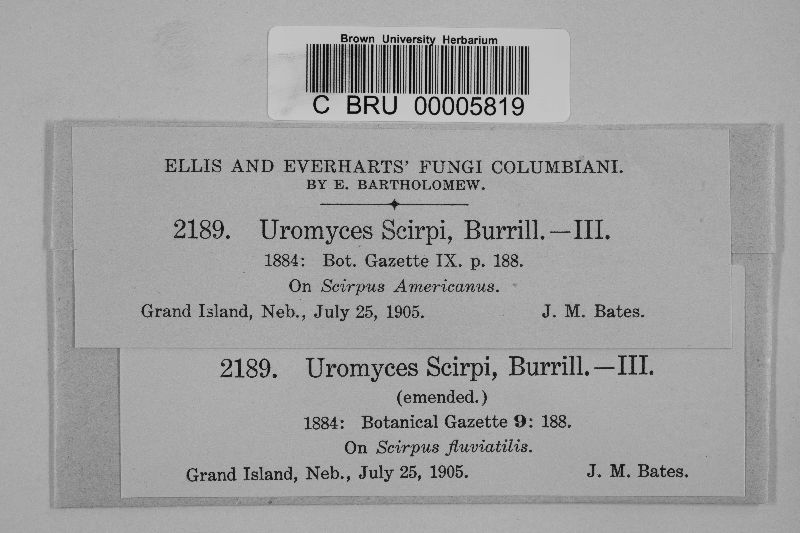 Brown University Herbarium
C BRU 00005819
ELLIS AND EVERHARTS' FUNGI COLUMBIANI.
BY E. BARTHOLOMEW.
2189. Uromyces Scirpi, Burrill.—III.
1884: Bot. Gazette IX. p. 188.
On Scirpus Americanus.
Grand Island, Neb., July 25, 1905. J. M. Bates.
2189. Uromyces Scirpi, Burrill.—III.
(emended.)
1884: Botanical Gazette 9: 188.
On Scirpus fluviatilis.
Grand Island, Neb., July 25, 1905. J. M. Bates.